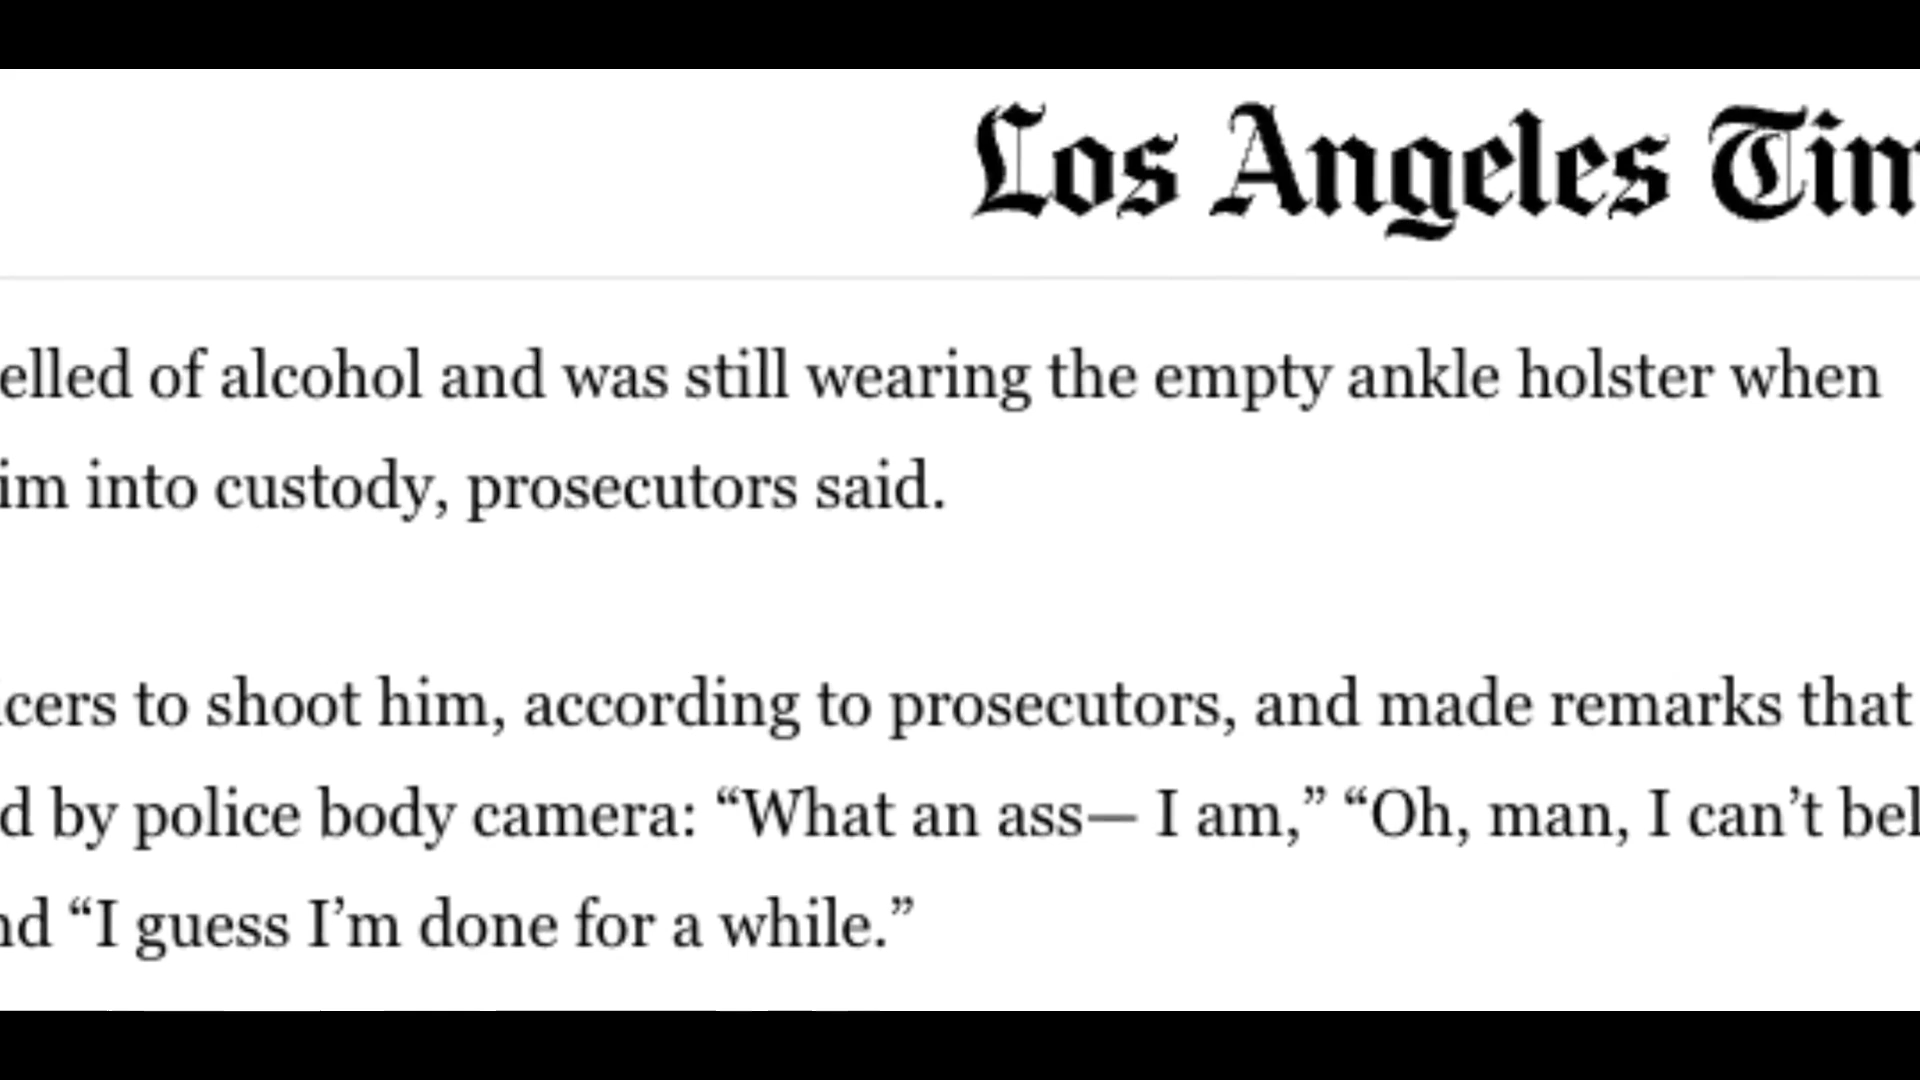 Los Angeles Tim
elled of alcohol and was still wearing the empty ankle holster when
im into custody, prosecutors said.
icers to shoot him, according to prosecutors, and made remarks that
d by police body camera: “What an ass— I am,” “Oh, man, I can’t bel
nd “I guess I’m done for a while.”